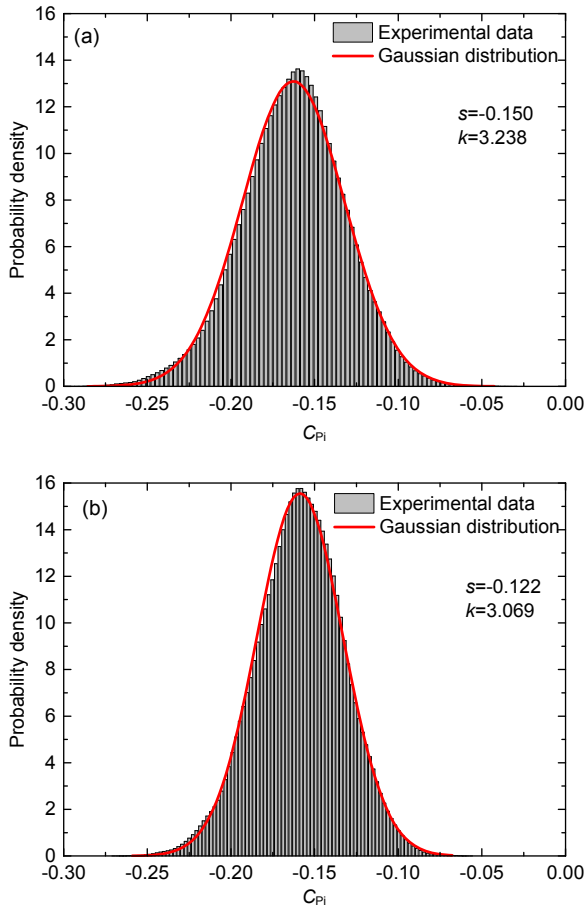 (a)
Experimental data
Gaussian distribution
s=-0.150
k=3.238
Probability density
16
14
12
10
8
6
4
2
0
-0.30 -0.25 -0.20 -0.15 -0.10 -0.05 0.00
CPi
(b)
Experimental data
Gaussian distribution
s=-0.122
k=3.069
Probability density
16
14
12
10
8
6
4
2
0
-0.30 -0.25 -0.20 -0.15 -0.10 -0.05 0.00
CPi